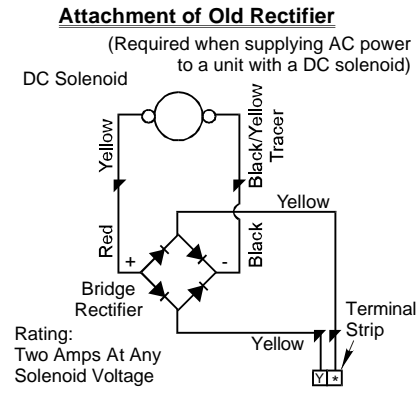 Attachment of Old Rectifier
(Required when supplying AC power
to a unit with a DC solenoid)
DC Solenoid
Yellow
Black/Yellow
Tracer
Yellow
Red
+
-
Black
Bridge
Rectifier
Terminal
Strip
Yellow
Rating:
Two Amps At Any
Solenoid Voltage
Y *